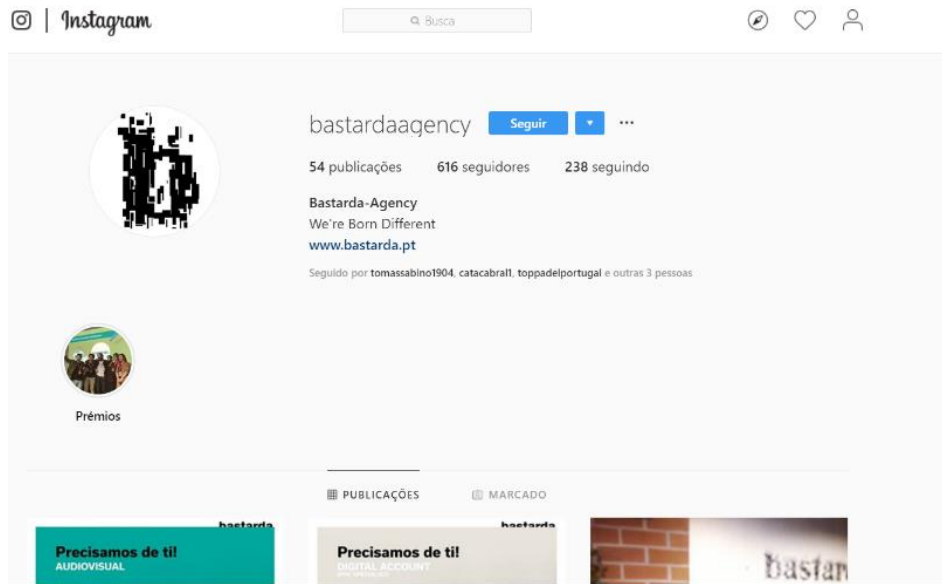 Instagram
Busca
bastardaagency Seguir
54 publicações 616 seguidores 238 seguindo
Bastarda-Agency
We're Born Different
www.bastarda.pt
Seguido por tomassabino1904, catacabral1, toppadelportugal e outras 3 pessoas
Prémios
PUBLICAÇÕES MARCADO
bastarda bastarda
Precisamos de ti! Precisamos de ti!
AUDIOVISUAL DIGITAL ACCOUNT
bastar